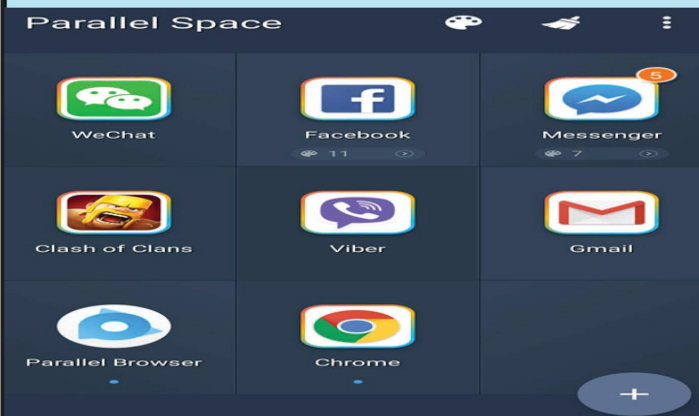 Parallel Space
5
WeChat Facebook Messenger
11 7
Clash of Clans Viber Gmail
Parallel Browser Chrome